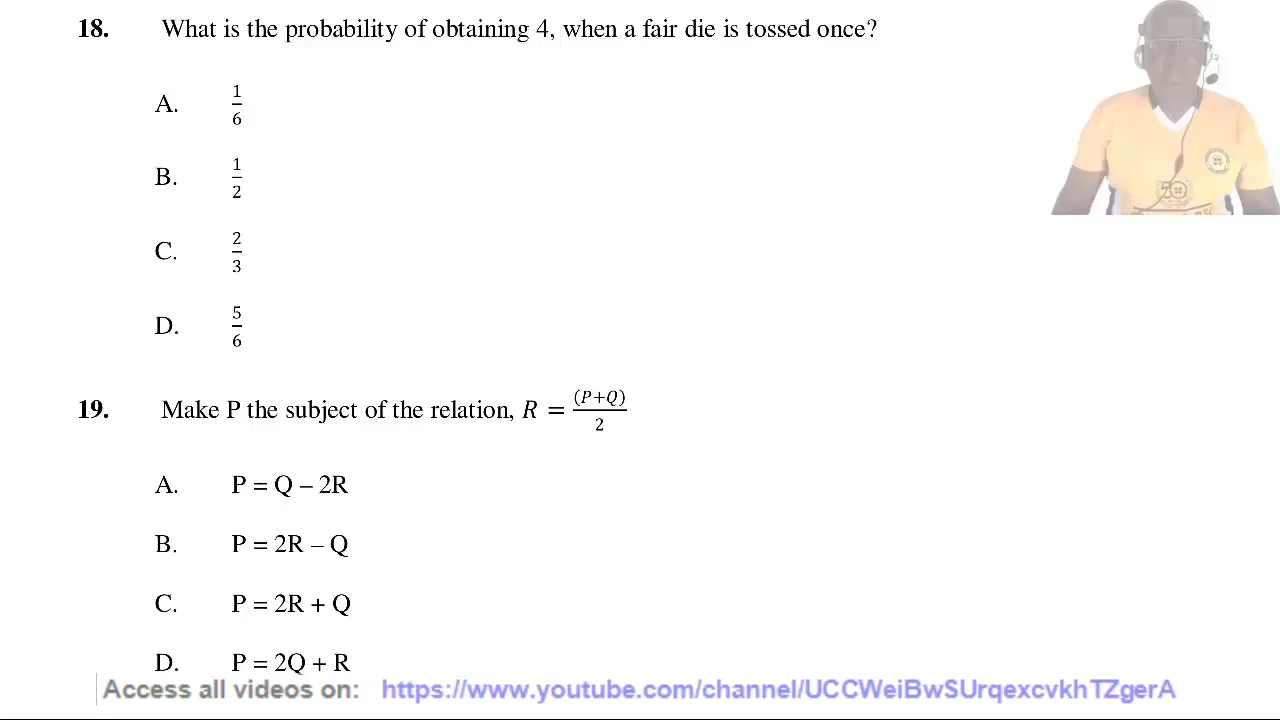 18. What is the probability of obtaining 4, when a fair die is tossed once?
A. 1/6
B. 1/2
C. 2/3
D. 5/6
19. Make P the subject of the relation, R = (P+Q)/2
A. P = Q – 2R
B. P = 2R – Q
C. P = 2R + Q
D. P = 2Q + R
Access all videos on: https://www.youtube.com/channel/UCCWeiBwSUrqexcvkhTZgerA
50